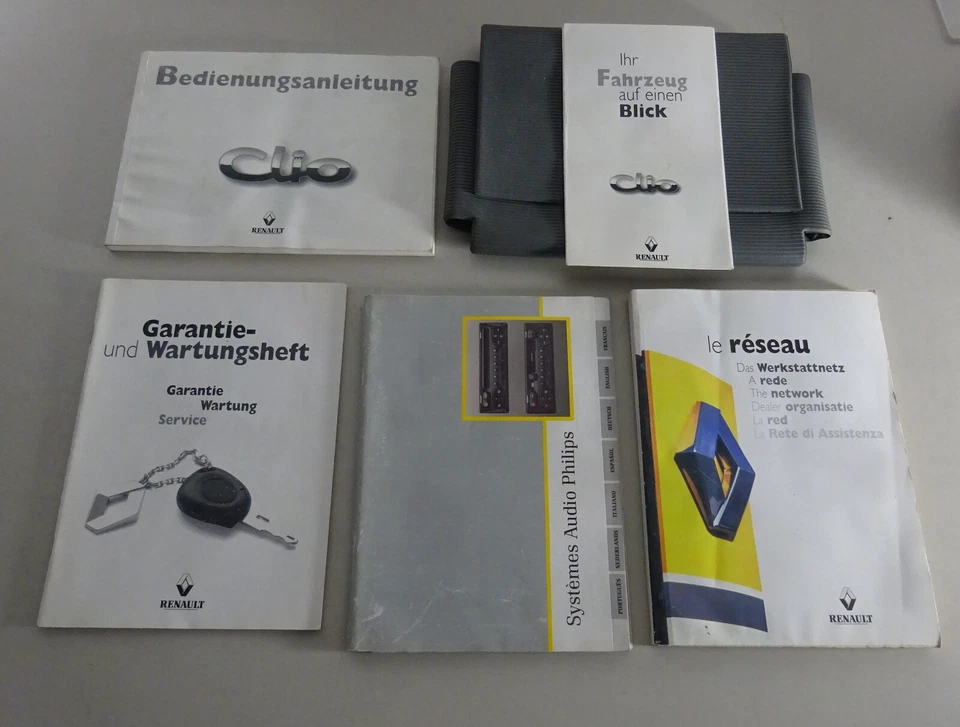 Bedienungsanleitung
Clio
RENAULT
Ihr
Fahrzeug
auf einen
Blick
Clio
RENAULT
Garantie-
und Wartungsheft
Garantie
Wartung
Service
RENAULT
Systèmes Audio Philips
FRANÇAIS
ENGLISH
DEUTSCH
ESPAÑOL
ITALIANO
NEDERLANDS
PORTUGUÊS
le réseau
Das Werkstattnetz
A rede
The network
Dealer organisatie
La red
La Rete di Assistenza
RENAULT